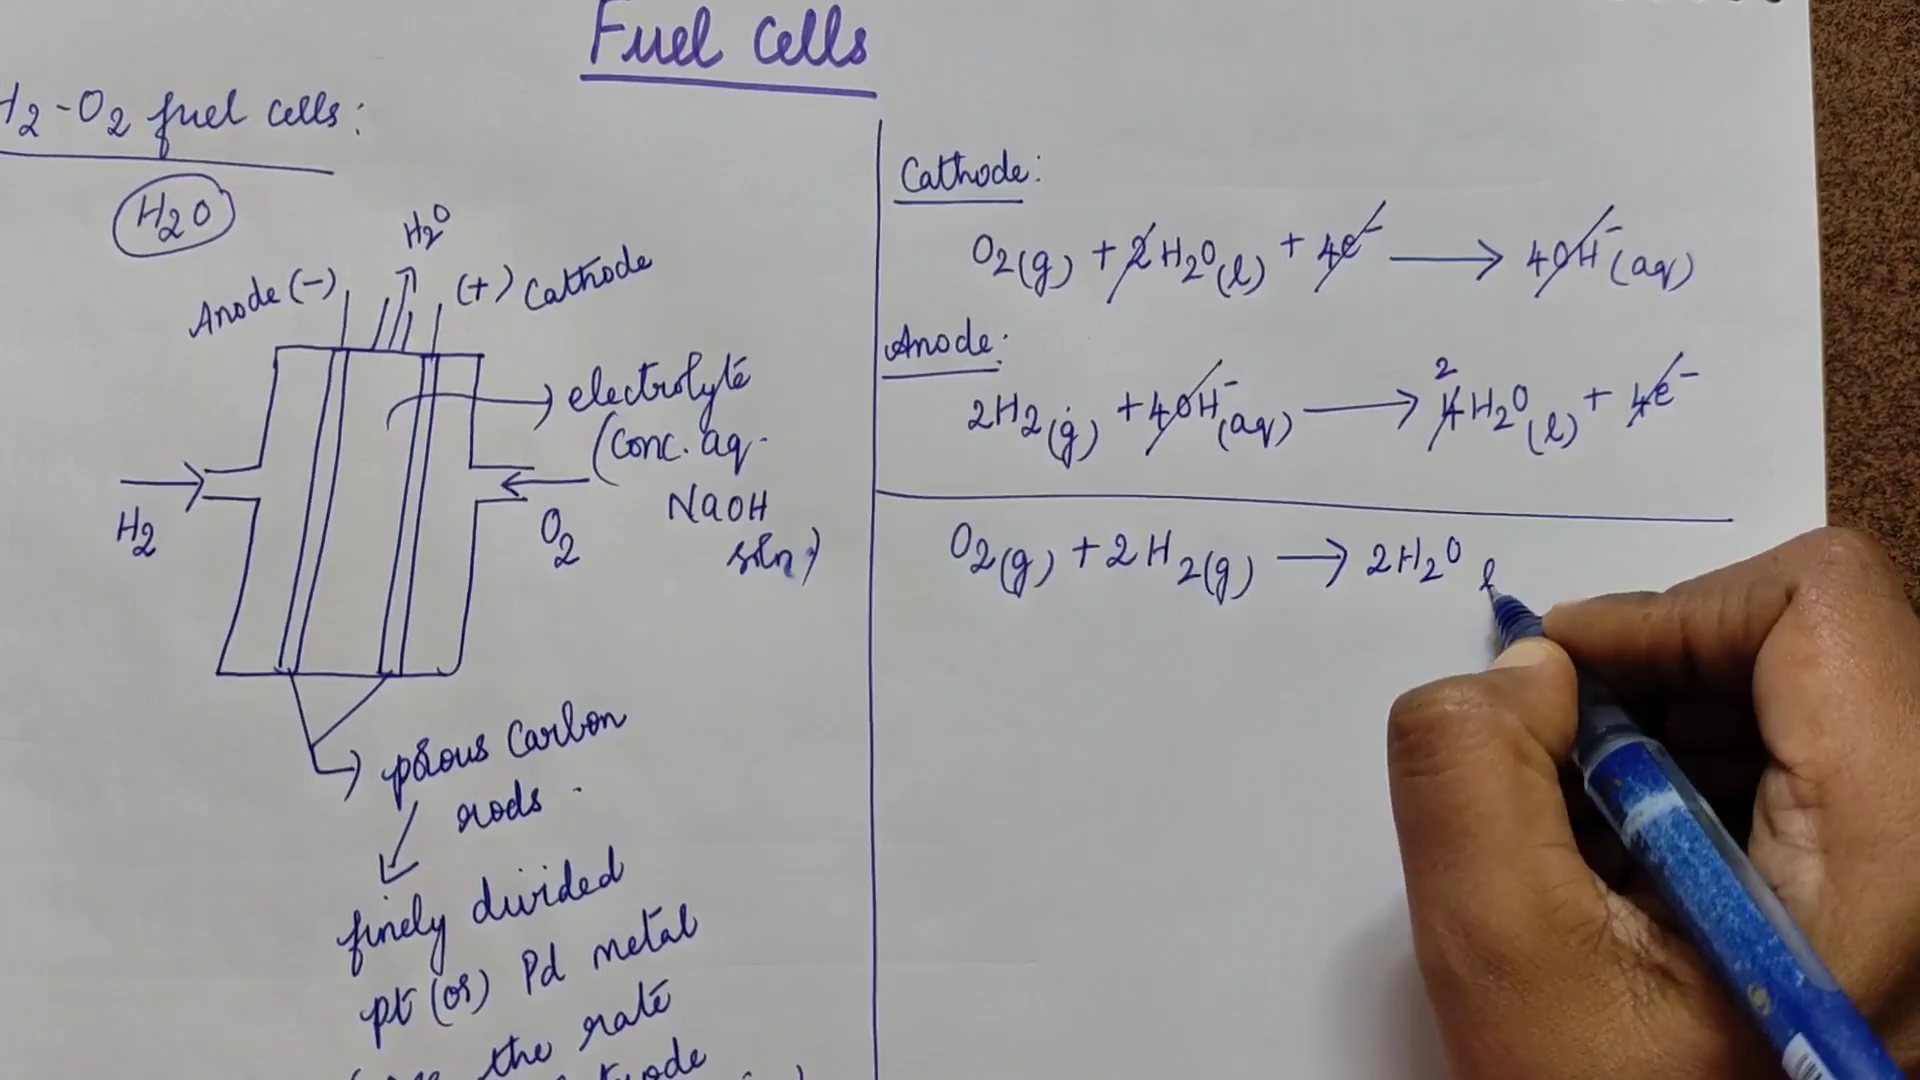 Fuel Cells
H2-O2 fuel cells:
H2O
H2O
Anode (-)
(+) Cathode
electrolyte
(Conc. aq.
NaOH
soln)
H2
O2
porous Carbon
rods.
finely divided
pt (or) Pd metal
the rate
Cathode:
O2(g) + 2H2O(l) + 4e- → 4OH-(aq)
Anode:
2H2(g) + 4OH-(aq) → 2
4H2O(l) + 4e-
O2(g) + 2H2(g) → 2H2O l